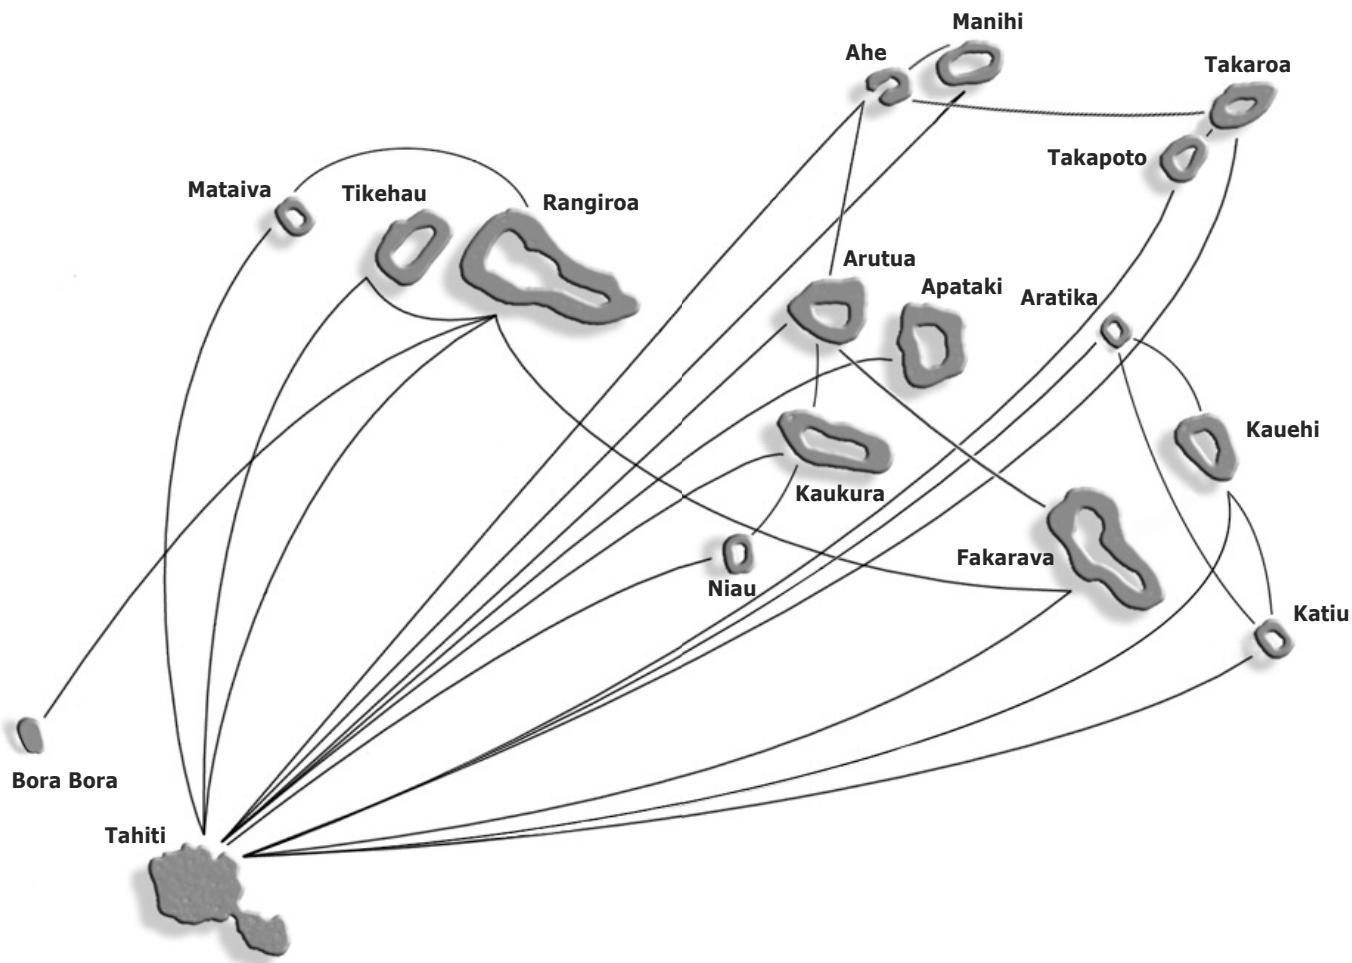 Manihi
Ahe
Takaroa
Takapoto
Mataiva
Tikehau
Rangiroa
Arutua
Apataki
Aratika
Kauehi
Kaukura
Fakarava
Niau
Katiu
Bora Bora
Tahiti